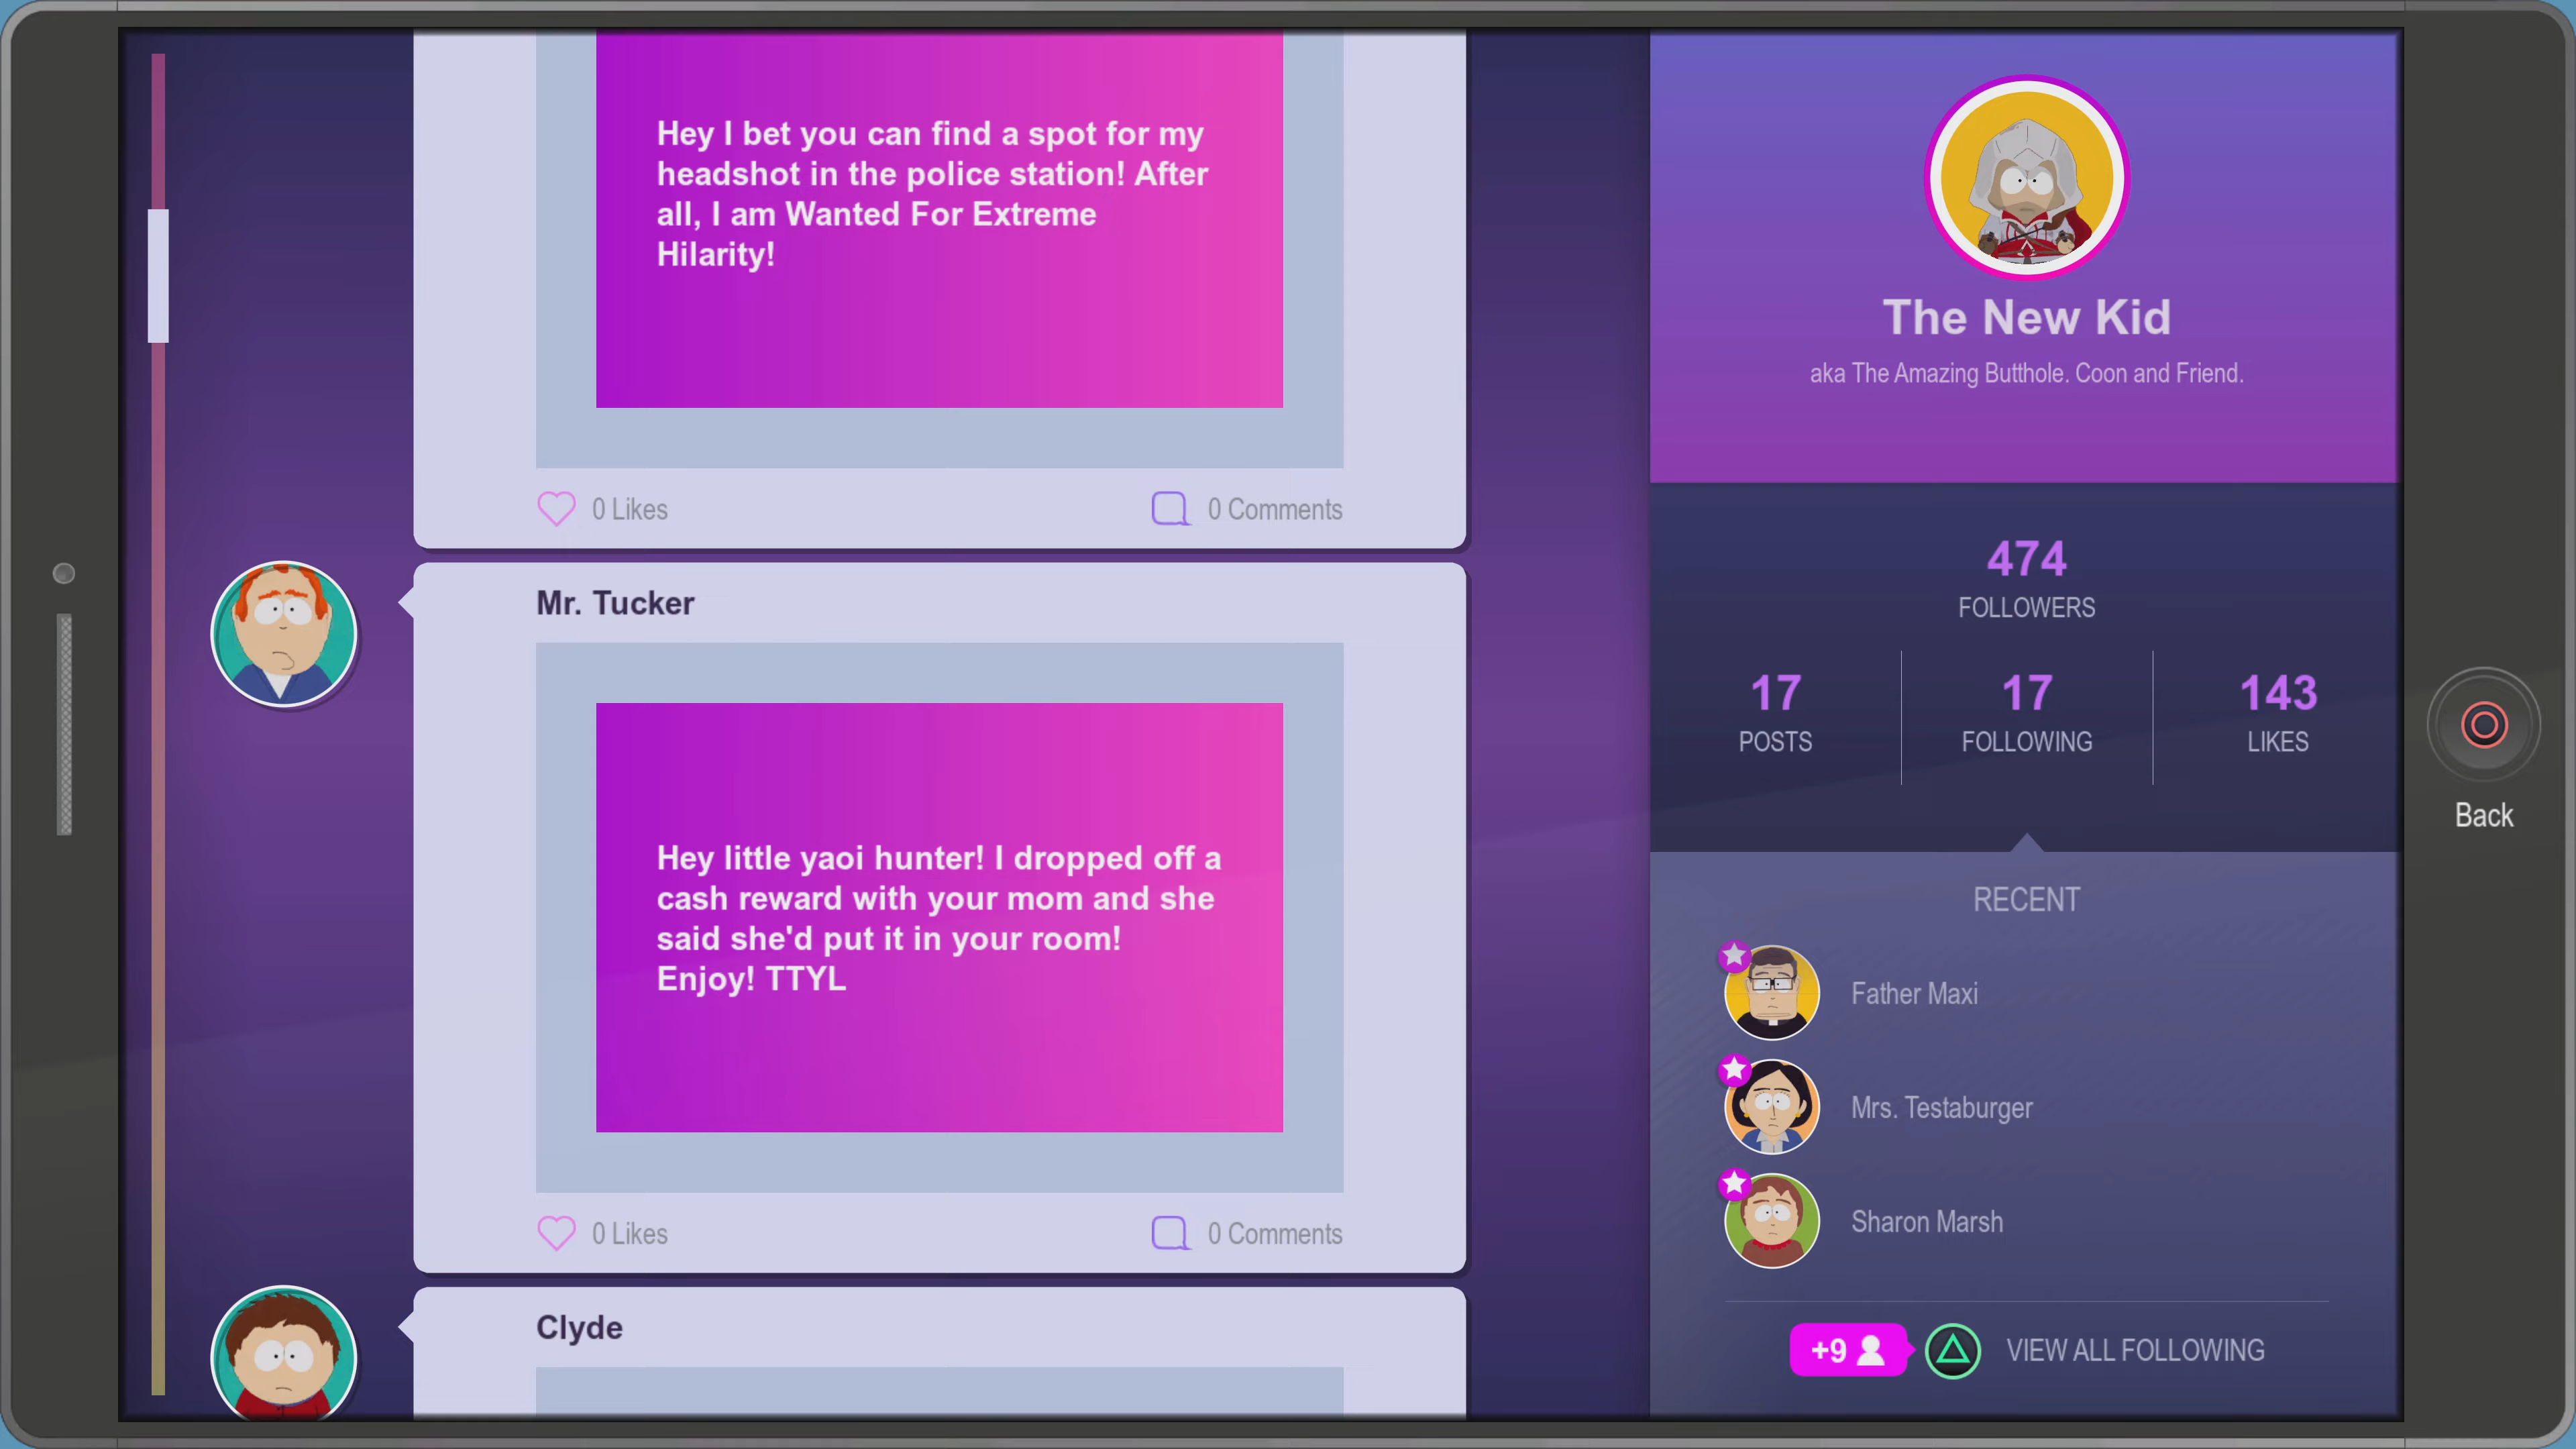 Hey I bet you can find a spot for my
headshot in the police station! After
all, I am Wanted For Extreme
Hilarity!
0 Likes
0 Comments
Mr. Tucker
Hey little yaoi hunter! I dropped off a
cash reward with your mom and she
said she'd put it in your room!
Enjoy! TTYL
0 Likes
0 Comments
Clyde
The New Kid
aka The Amazing Butthole. Coon and Friend.
474
FOLLOWERS
17
POSTS
17
FOLLOWING
143
LIKES
RECENT
Father Maxi
Mrs. Testaburger
Sharon Marsh
+9
VIEW ALL FOLLOWING
Back